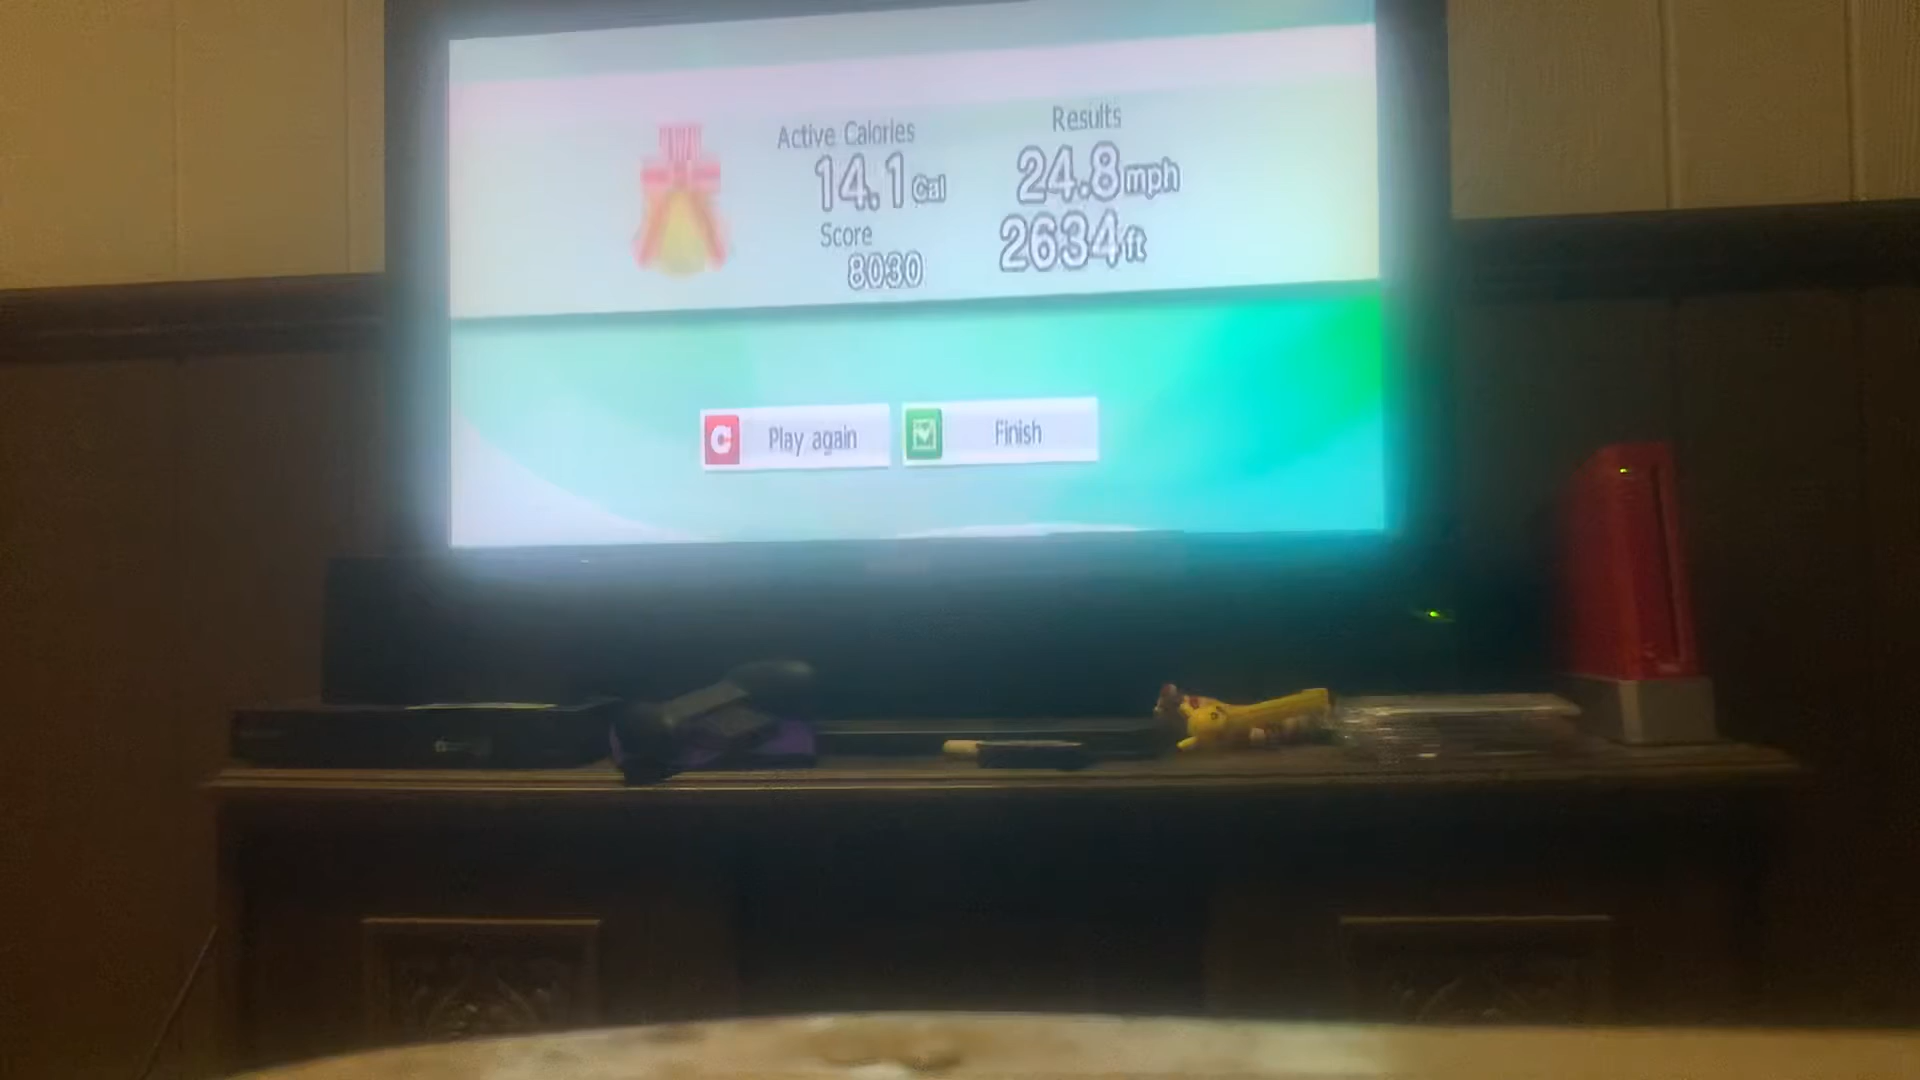 Active Calories
14.1 Cal
Score
8030
Results
24.8 mph
2634 ft
Play again
Finish